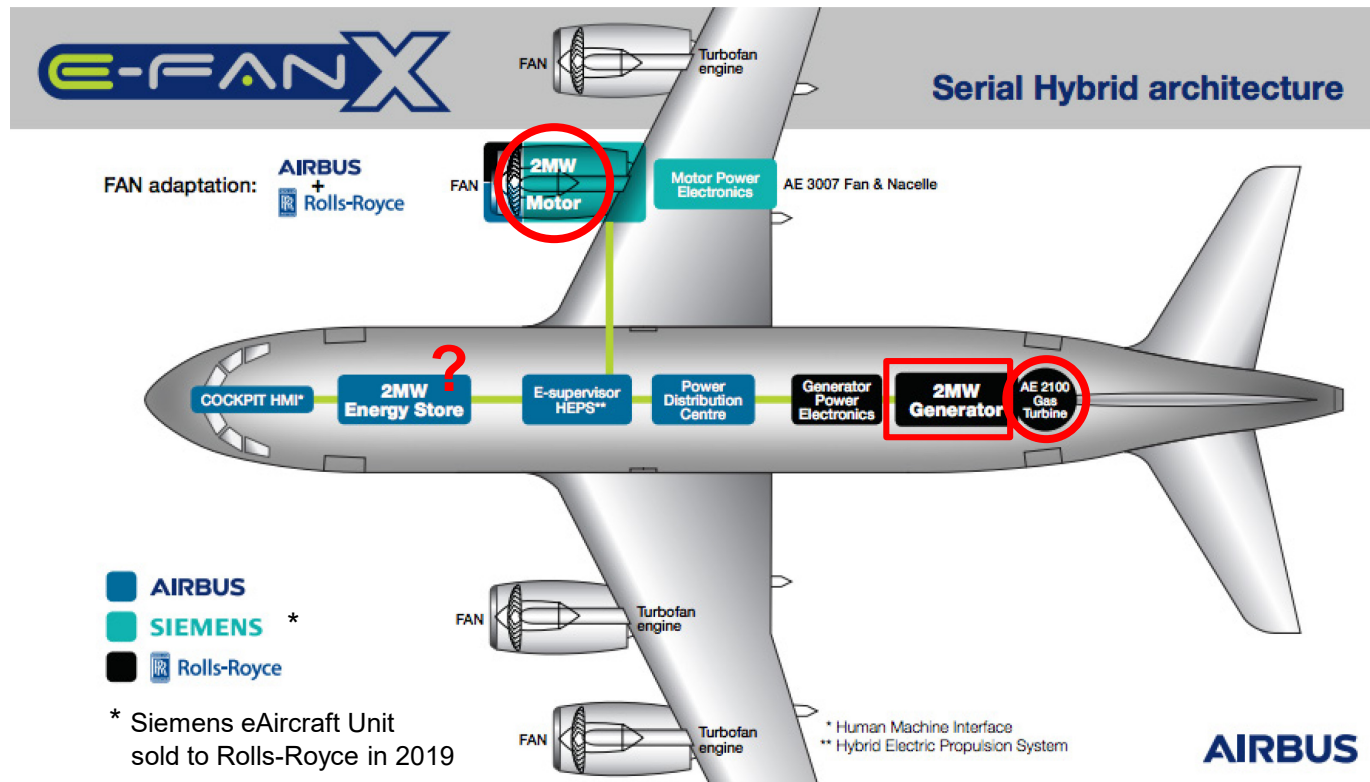 E-FAN X
Serial Hybrid architecture
FAN
Turbofan
engine
FAN adaptation:
AIRBUS
+
RR Rolls-Royce
FAN
2MW
Motor
Motor Power
Electronics
AE 3007 Fan & Nacelle
?
COCKPIT HMI*
2MW
Energy Store
E-supervisor
HEPS**
Power
Distribution
Centre
Generator
Power
Electronics
2MW
Generator
AE 2100
Gas
Turbine
AIRBUS
SIEMENS *
RR Rolls-Royce
* Siemens eAircraft Unit
sold to Rolls-Royce in 2019
FAN
Turbofan
engine
FAN
Turbofan
engine
* Human Machine Interface
** Hybrid Electric Propulsion System
AIRBUS